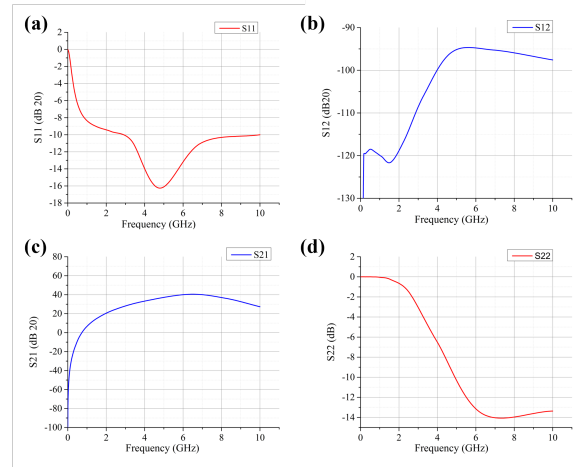 (a)
S11
2
0
-2
-4
-6
-8
-10
-12
-14
-16
-18
S11 (dB 20)
0 2 4 6 8 10
Frequency (GHz)
(b)
S12
-90
-100
-110
-120
-130
S12 (dB20)
0 2 4 6 8 10
Frequency (GHz)
(c)
S21
80
60
40
20
0
-20
-40
-60
-80
-100
S21 (dB 20)
0 2 4 6 8 10
Frequency (GHz)
(d)
S22
2
0
-2
-4
-6
-8
-10
-12
-14
S22 (dB)
0 2 4 6 8 10
Frequency (GHz)